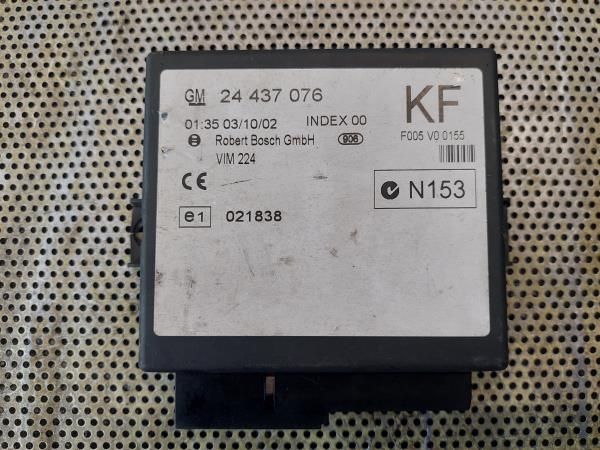 GM 24 437 076 KF
01:35 03/10/02 INDEX 00 F005 V0 0155
Robert Bosch GmbH 906
VIM 224
CE N153
e1 021838